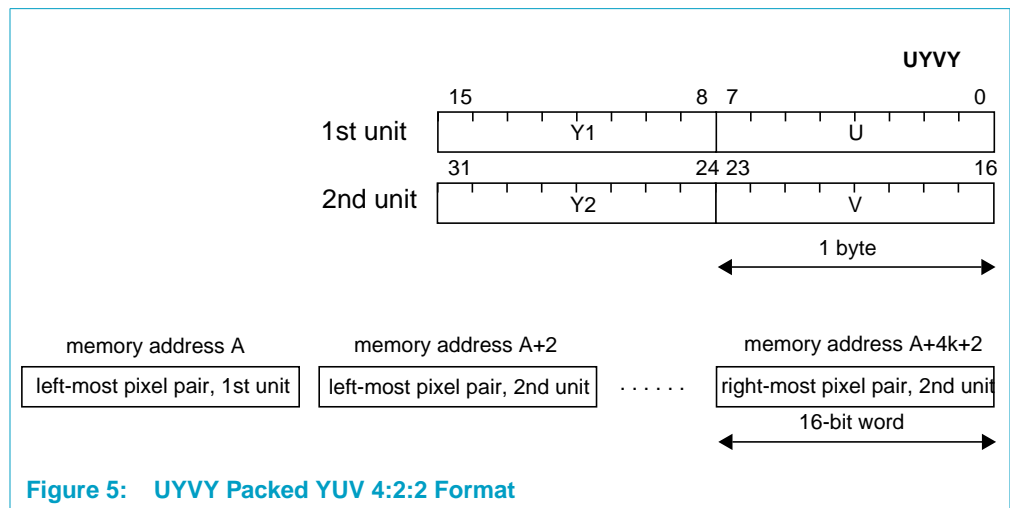 UYVY
15 8 7 0
1st unit Y1 U
31 24 23 16
2nd unit Y2 V
1 byte
memory address A memory address A+2 memory address A+4k+2
left-most pixel pair, 1st unit left-most pixel pair, 2nd unit . . . . . . right-most pixel pair, 2nd unit
16-bit word
Figure 5: UYVY Packed YUV 4:2:2 Format